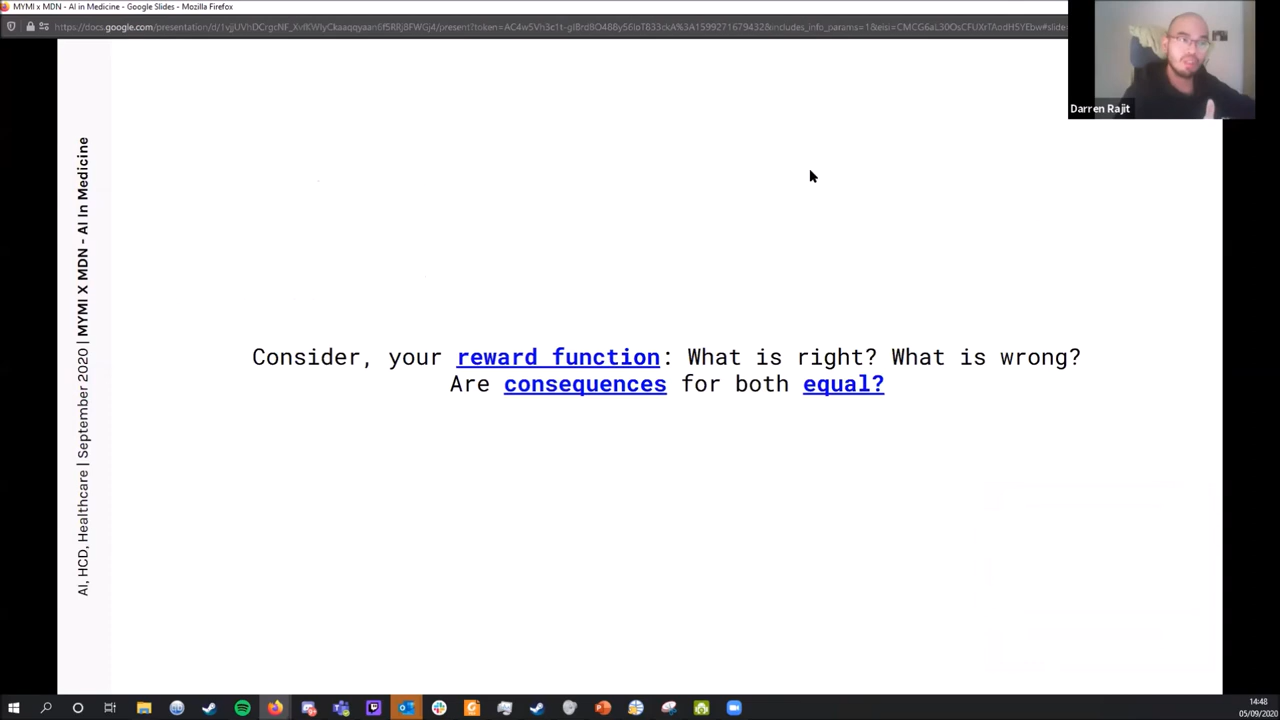 MYMI x MDN - AI in Medicine - Google Slides - Mozilla Firefox
Darren Rajit
AI, HCD, Healthcare | September 2020 | MYMI X MDN - AI In Medicine
Consider, your reward function: What is right? What is wrong?
Are consequences for both equal?
14:48
05/09/2020